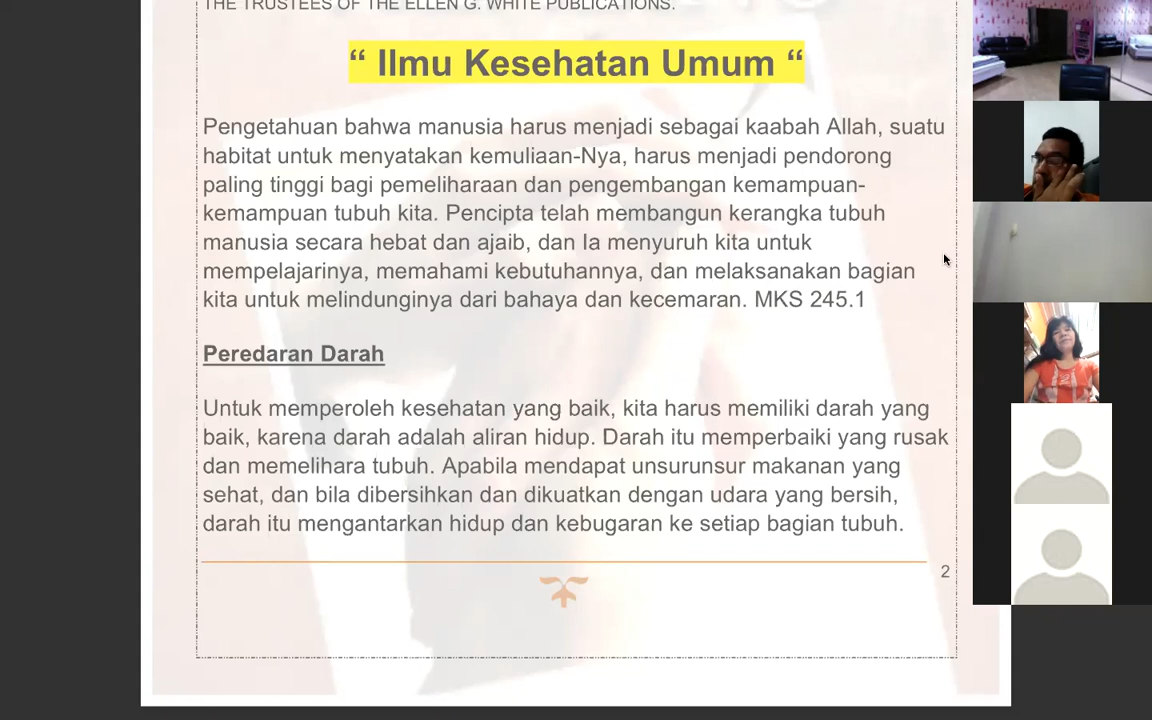 THE TRUSTEES OF THE ELLEN G. WHITE PUBLICATIONS.
“ Ilmu Kesehatan Umum “
Pengetahuan bahwa manusia harus menjadi sebagai kaabah Allah, suatu
habitat untuk menyatakan kemuliaan-Nya, harus menjadi pendorong
paling tinggi bagi pemeliharaan dan pengembangan kemampuan-
kemampuan tubuh kita. Pencipta telah membangun kerangka tubuh
manusia secara hebat dan ajaib, dan Ia menyuruh kita untuk
mempelajarinya, memahami kebutuhannya, dan melaksanakan bagian
kita untuk melindunginya dari bahaya dan kecemaran. MKS 245.1
Peredaran Darah
Untuk memperoleh kesehatan yang baik, kita harus memiliki darah yang
baik, karena darah adalah aliran hidup. Darah itu memperbaiki yang rusak
dan memelihara tubuh. Apabila mendapat unsurunsur makanan yang
sehat, dan bila dibersihkan dan dikuatkan dengan udara yang bersih,
darah itu mengantarkan hidup dan kebugaran ke setiap bagian tubuh.
2